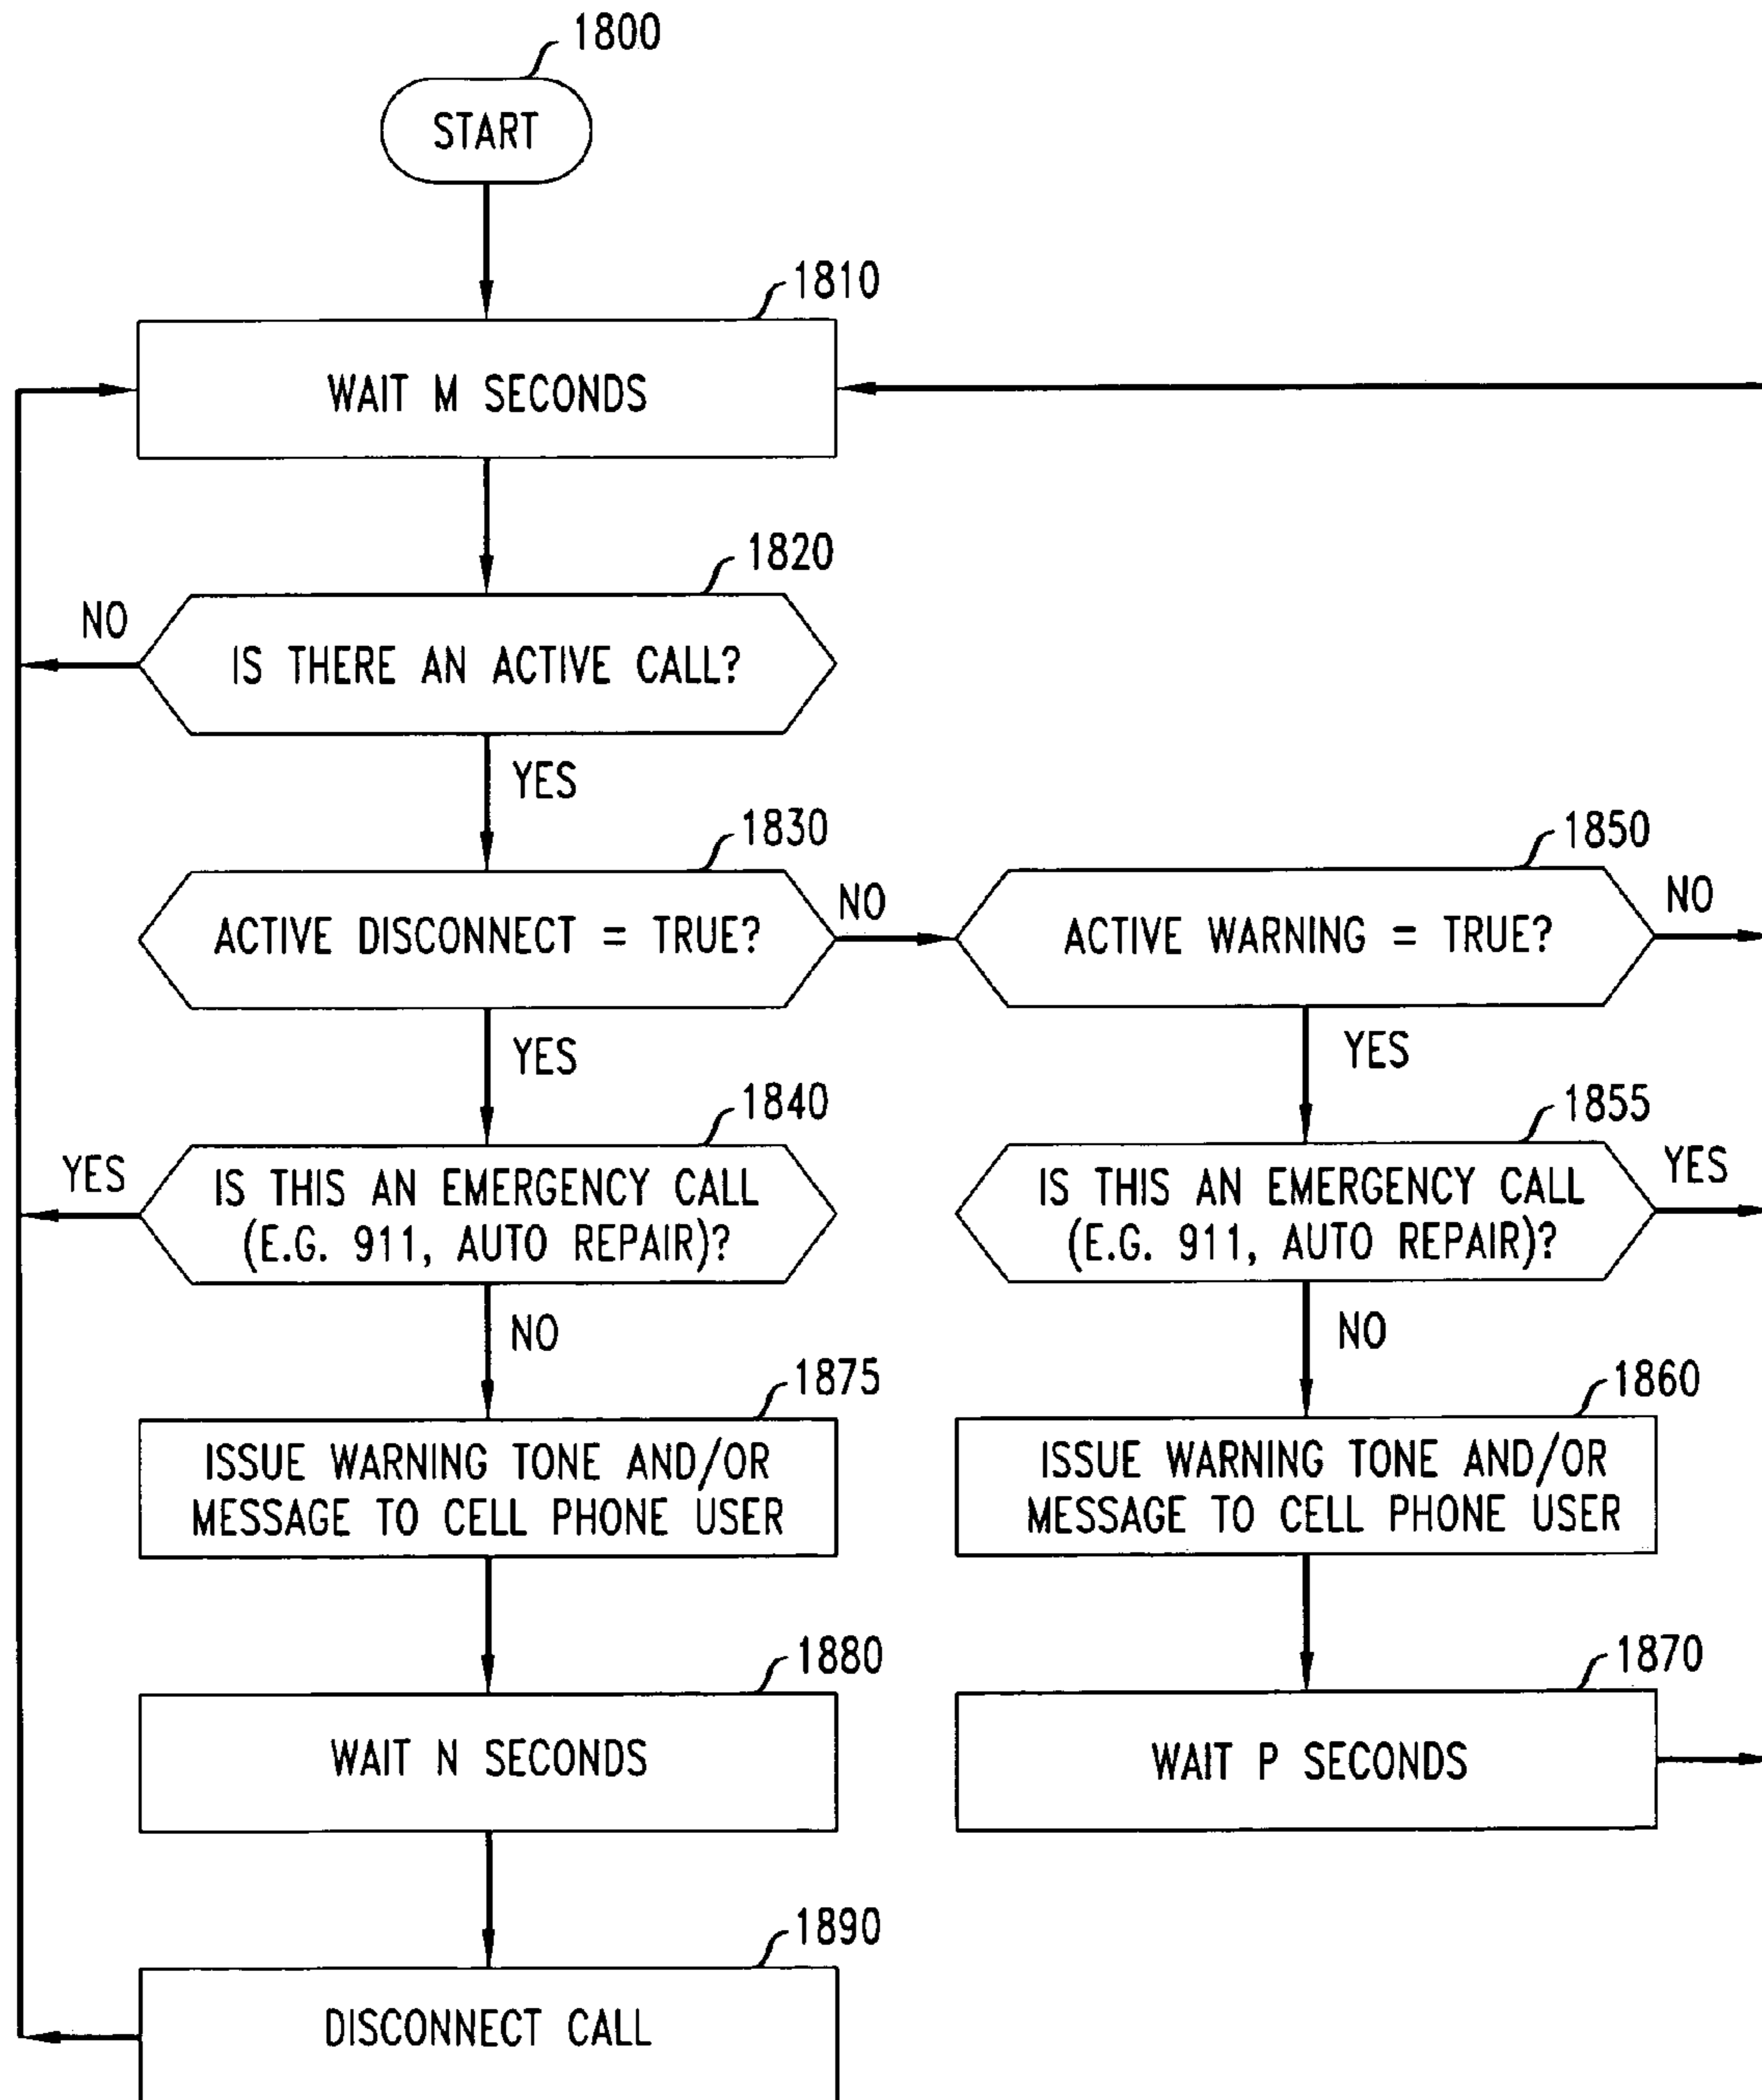 1800
START
1810
WAIT M SECONDS
1820
NO
IS THERE AN ACTIVE CALL?
YES
1830
1850
ACTIVE DISCONNECT = TRUE?
NO
ACTIVE WARNING = TRUE?
NO
YES
YES
1840
1855
YES
IS THIS AN EMERGENCY CALL
(E.G. 911, AUTO REPAIR)?
IS THIS AN EMERGENCY CALL
(E.G. 911, AUTO REPAIR)?
YES
NO
NO
1875
1860
ISSUE WARNING TONE AND/OR
MESSAGE TO CELL PHONE USER
ISSUE WARNING TONE AND/OR
MESSAGE TO CELL PHONE USER
1880
1870
WAIT N SECONDS
WAIT P SECONDS
1890
DISCONNECT CALL